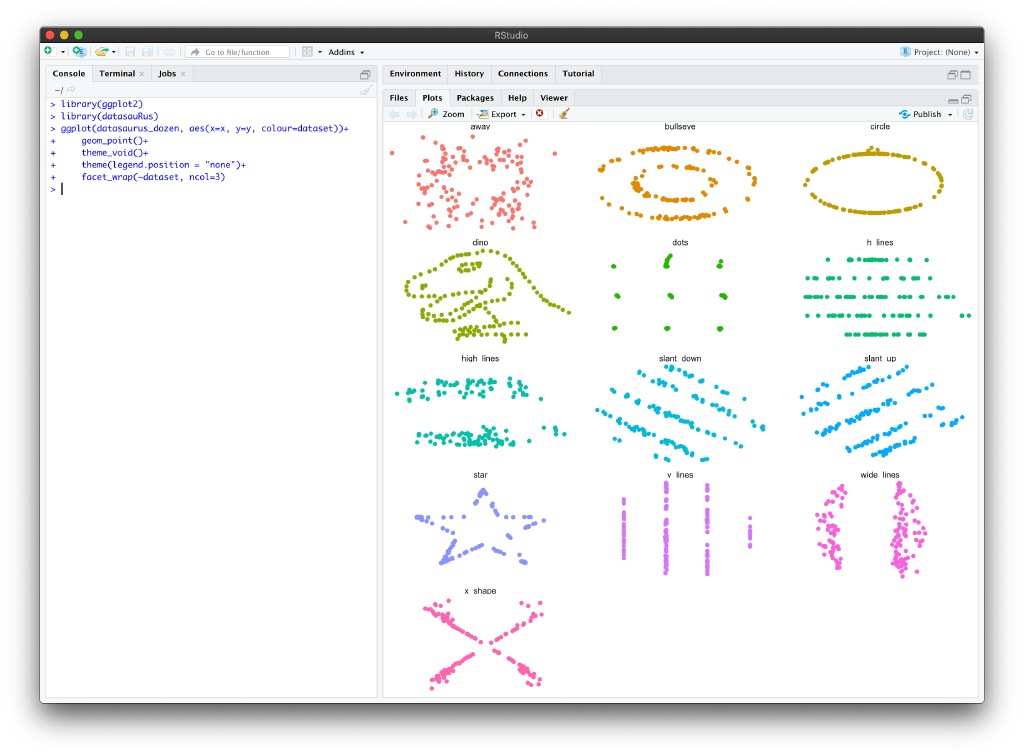 RStudio
Go to file/function
Addins
Project: (None)
Console Terminal Jobs
~/
> library(ggplot2)
> library(datasauRus)
> ggplot(datasaurus_dozen, aes(x=x, y=y, colour=dataset))+
+ geom_point()+
+ theme_void()+
+ theme(legend.position = "none")+
+ facet_wrap(~dataset, ncol=3)
>
Environment History Connections Tutorial
Files Plots Packages Help Viewer
Zoom Export Publish
away bullseye circle
dino dots h_lines
high_lines slant_down slant_up
star v_lines wide_lines
x_shape